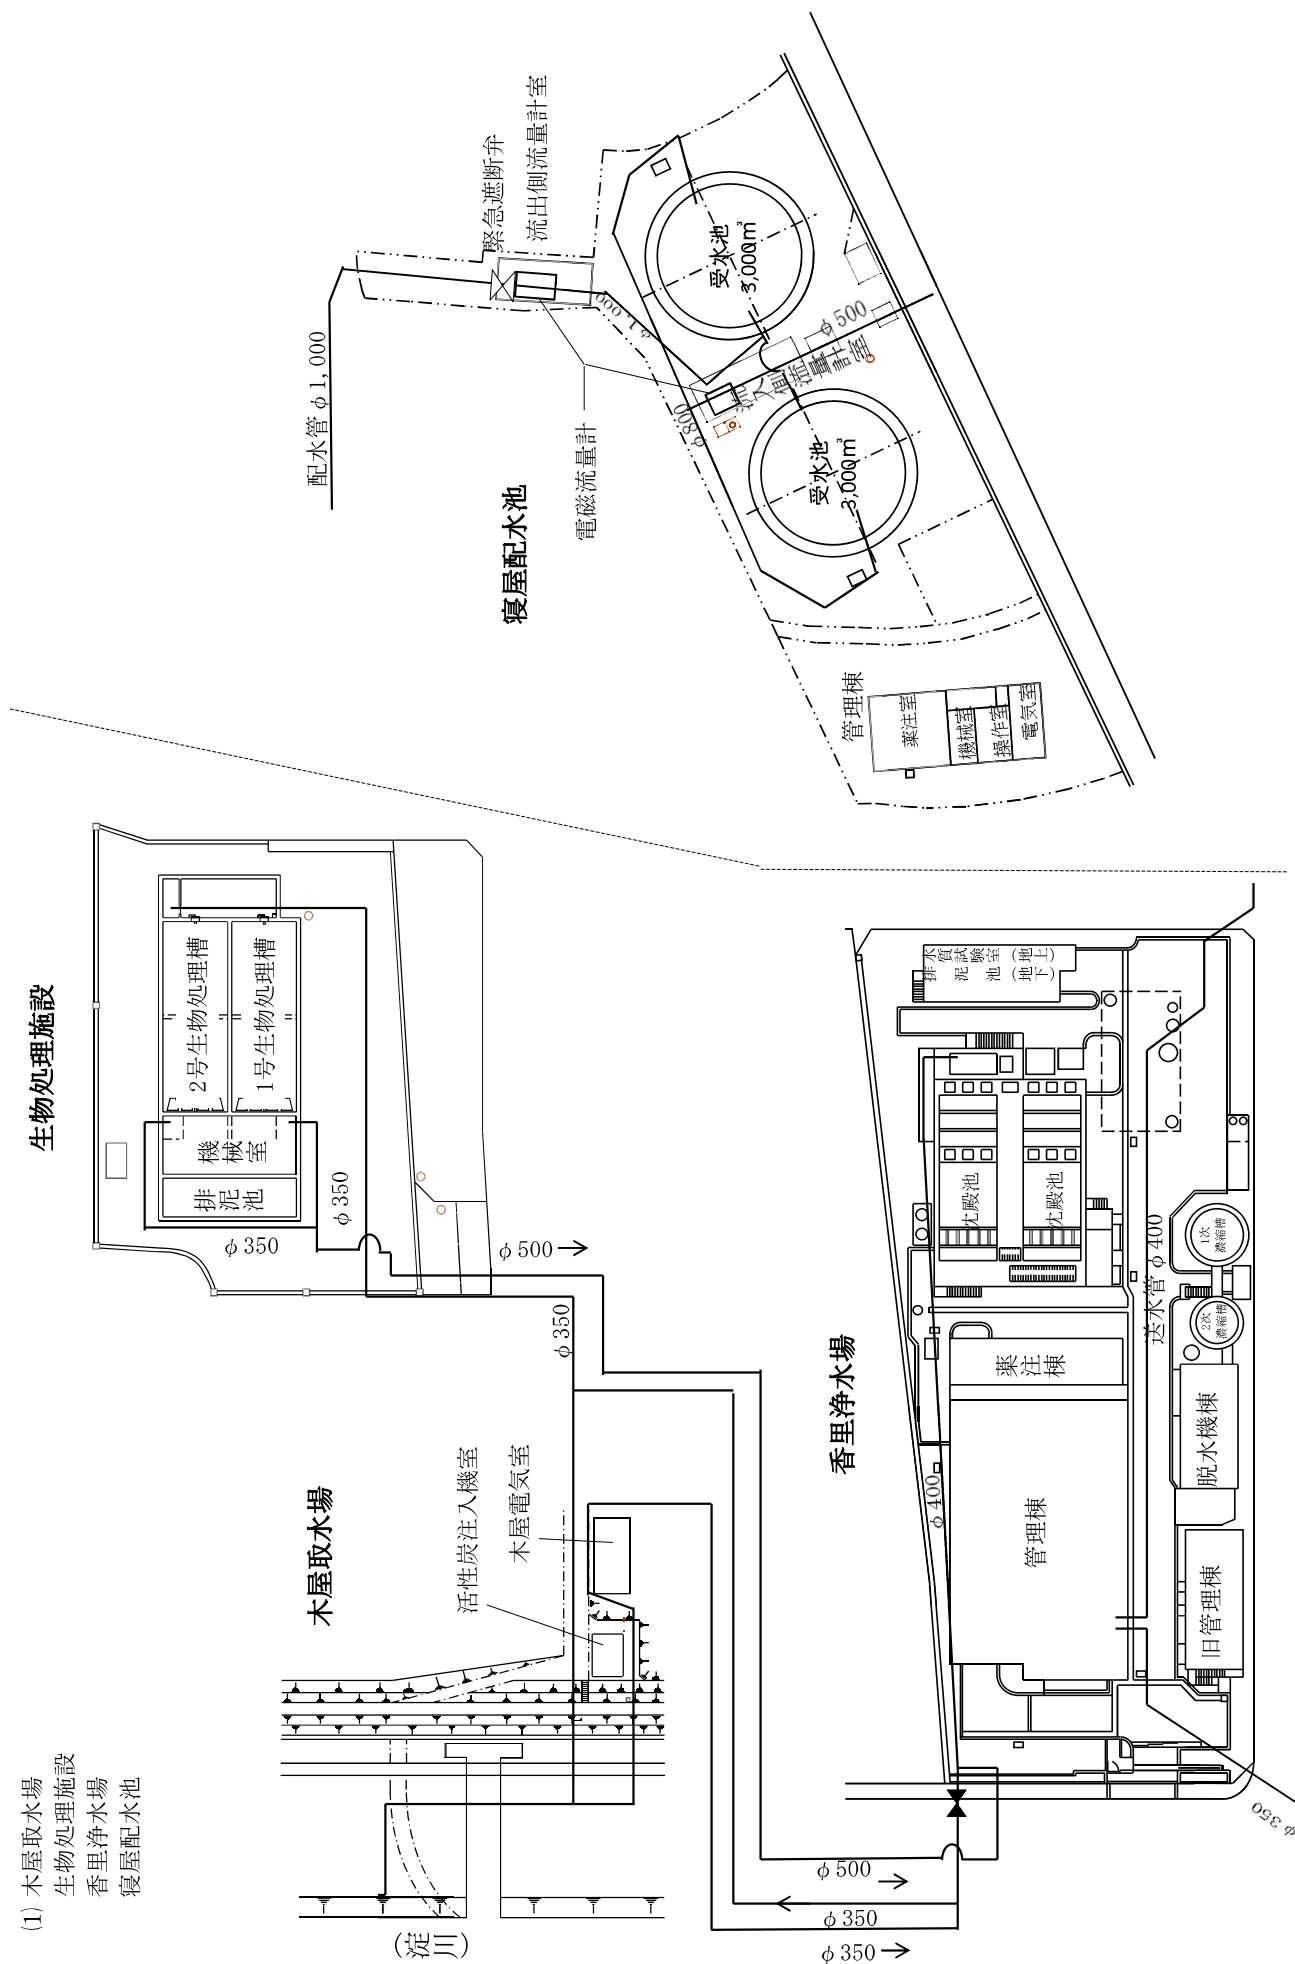 (1) 木屋取水場
生物処理施設
香里浄水場
寝屋配水池
木屋取水場
(淀川)
活性炭注入機室
木屋電気室
φ350
φ350
φ500
生物処理施設
2号生物処理槽
1号生物処理槽
機械室
排泥池
φ350
φ350
φ500
φ350
香里浄水場
φ400
管理棟
薬注棟
沈殿池
沈殿池
水質試験室(地上)
排泥池(地下)
送水管φ400
旧管理棟
脱水機棟
2次
濃縮槽
1次
濃縮槽
φ350
寝屋配水池
配水管φ1,000
緊急遮断弁
流出側流量計室
電磁流量計
φ1,000
φ800
流入側流量計室
φ500
受水池
3,000m³
受水池
3,000m³
管理棟
薬注室
機械室
操作室
電気室